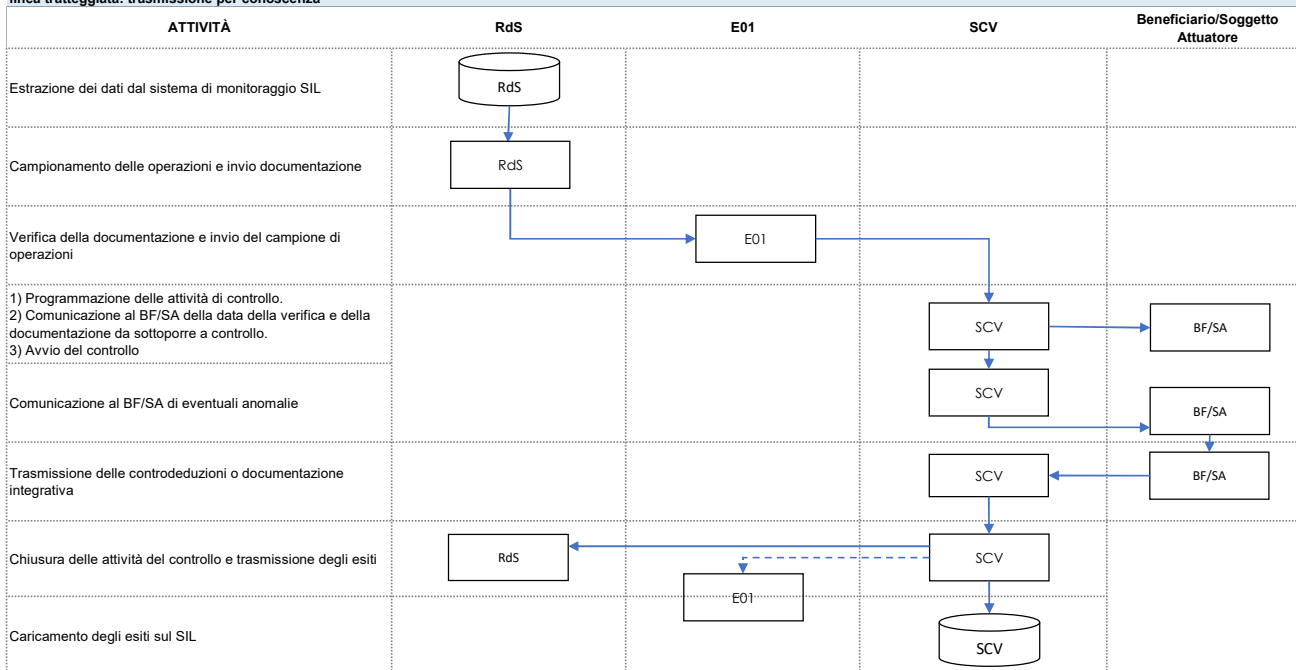 linea tratteggiata: trasmissione per conoscenza
ATTIVITÀ
RdS
E01
SCV
Beneficiario/Soggetto
Attuatore
Estrazione dei dati dal sistema di monitoraggio SIL
RdS
Campionamento delle operazioni e invio documentazione
RdS
Verifica della documentazione e invio del campione di
operazioni
E01
1) Programmazione delle attività di controllo.
2) Comunicazione al BF/SA della data della verifica e della
documentazione da sottoporre a controllo.
3) Avvio del controllo
SCV
BF/SA
Comunicazione al BF/SA di eventuali anomalie
SCV
BF/SA
Trasmissione delle controdeduzioni o documentazione
integrativa
SCV
BF/SA
Chiusura delle attività del controllo e trasmissione degli esiti
RdS
SCV
E01
Caricamento degli esiti sul SIL
SCV